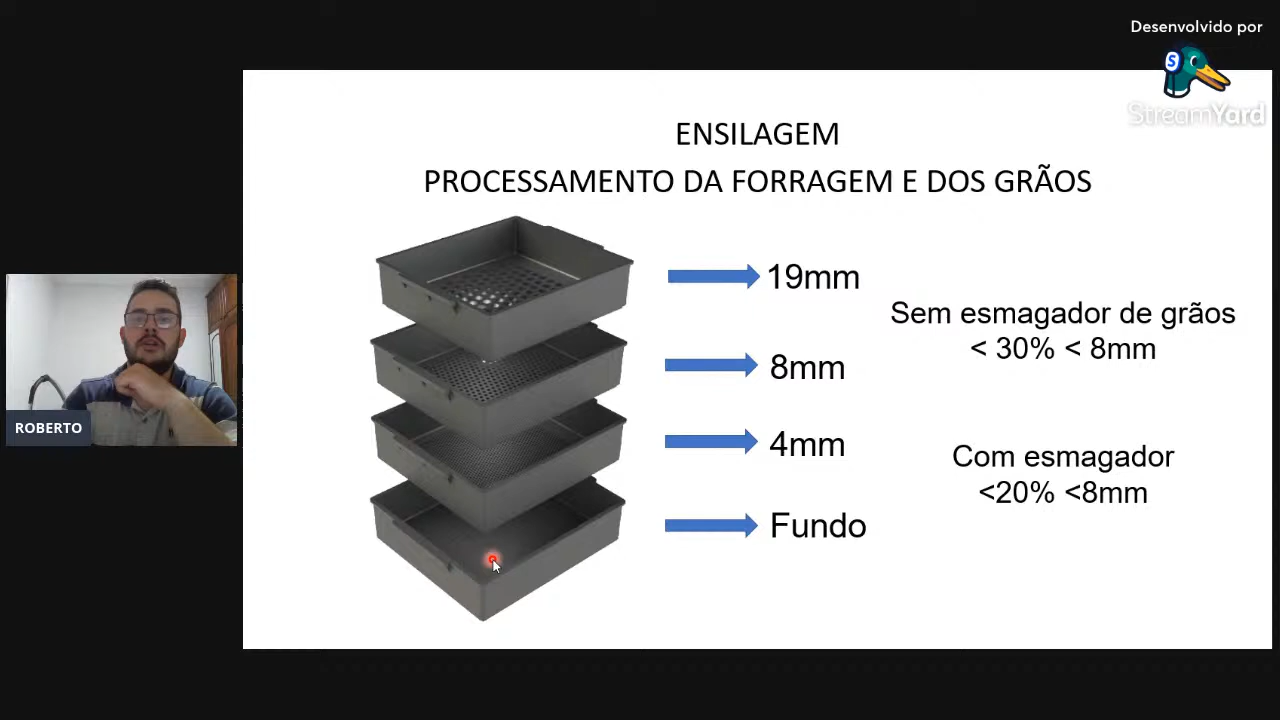 Desenvolvido por
S
StreamYard
ENSILAGEM
PROCESSAMENTO DA FORRAGEM E DOS GRÃOS
19mm
Sem esmagador de grãos
< 30% < 8mm
8mm
4mm
Com esmagador
<20% <8mm
Fundo
ROBERTO